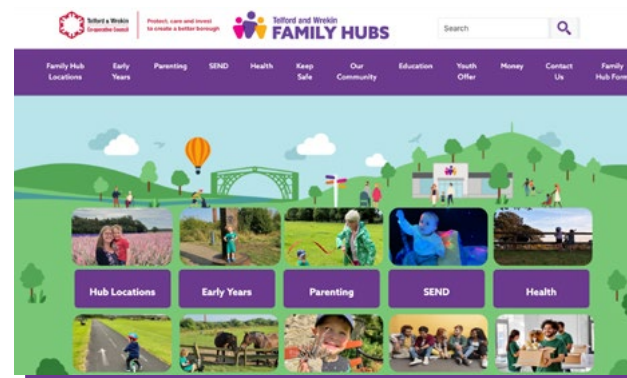 Telford & Wrekin
Co-operative Council
Protect, care and invest
to create a better borough
Telford and Wrekin
FAMILY HUBS
Search
Family Hub
Locations
Early
Years
Parenting
SEND
Health
Keep
Safe
Our
Community
Education
Youth
Offer
Money
Contact
Us
Family
Hub Form
Hub Locations
Early Years
Parenting
SEND
Health